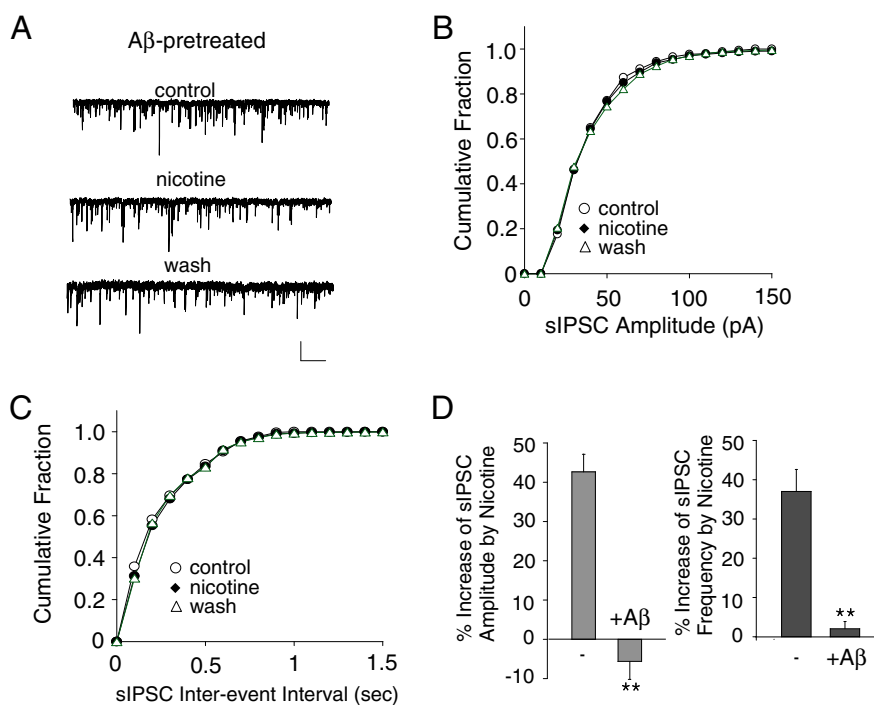 A
Aβ-pretreated
control
nicotine
wash
B
Cumulative Fraction
1.0
0.8
0.6
0.4
0.2
0
control
nicotine
wash
0
50
100
150
sIPSC Amplitude (pA)
C
Cumulative Fraction
1.0
0.8
0.6
0.4
0.2
0
control
nicotine
wash
0
0.5
1
1.5
sIPSC Inter-event Interval (sec)
D
% Increase of sIPSC
Amplitude by Nicotine
50
40
30
20
10
0
-10
-
+Aβ
**
% Increase of sIPSC
Frequency by Nicotine
50
40
30
20
10
0
**
-
+Aβ